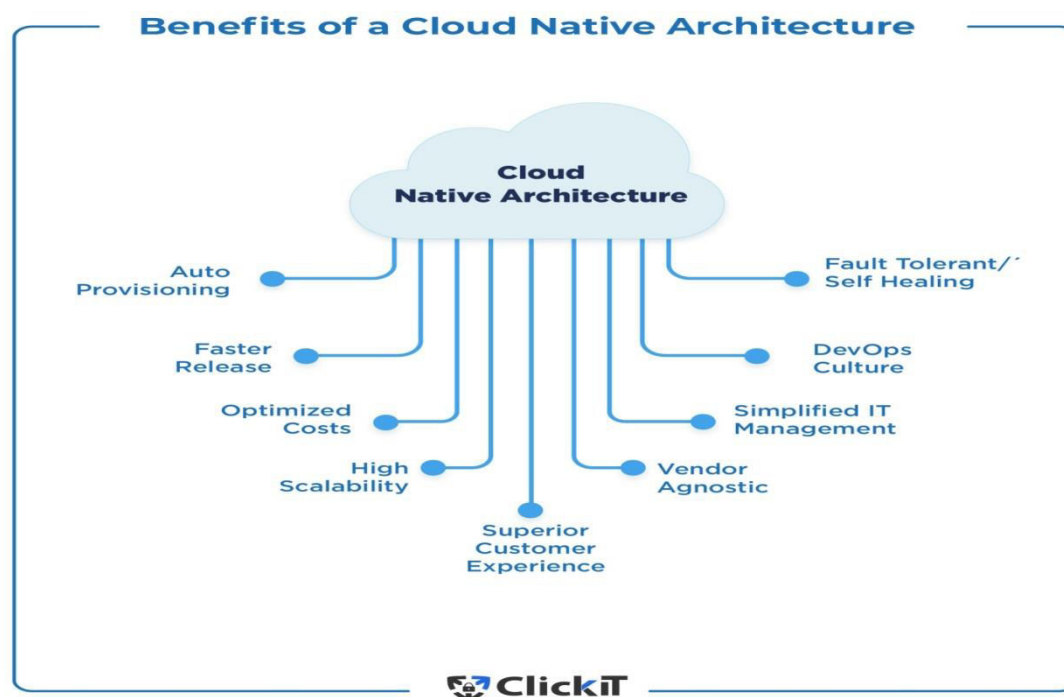 Benefits of a Cloud Native Architecture
Cloud
Native Architecture
Auto
Provisioning
Faster
Release
Optimized
Costs
High
Scalability
Superior
Customer
Experience
Vendor
Agnostic
Simplified IT
Management
DevOps
Culture
Fault Tolerant/´
Self Healing
ClickiT